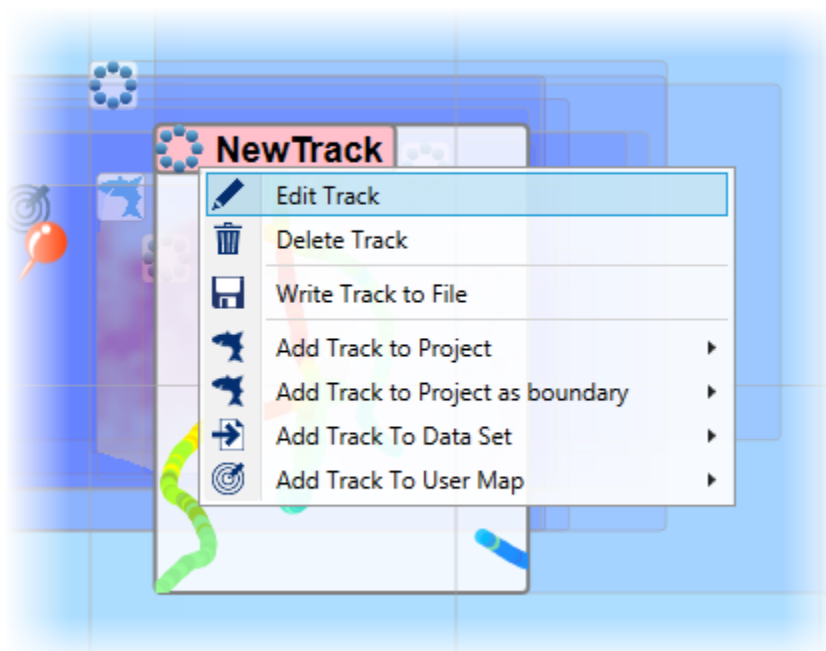 NewTrack
Edit Track
Delete Track
Write Track to File
Add Track to Project
Add Track to Project as boundary
Add Track To Data Set
Add Track To User Map